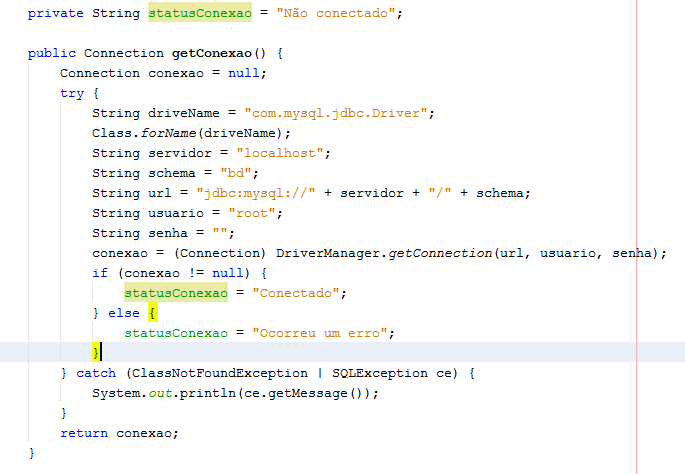 private String statusConexao = "Não conectado";
public Connection getConexao() {
Connection conexao = null;
try {
String driveName = "com.mysql.jdbc.Driver";
Class.forName(driveName);
String servidor = "localhost";
String schema = "bd";
String url = "jdbc:mysql://" + servidor + "/" + schema;
String usuario = "root";
String senha = "";
conexao = (Connection) DriverManager.getConnection(url, usuario, senha);
if (conexao != null) {
statusConexao = "Conectado";
} else {
statusConexao = "Ocorreu um erro";
}
} catch (ClassNotFoundException | SQLException ce) {
System.out.println(ce.getMessage());
}
return conexao;
}